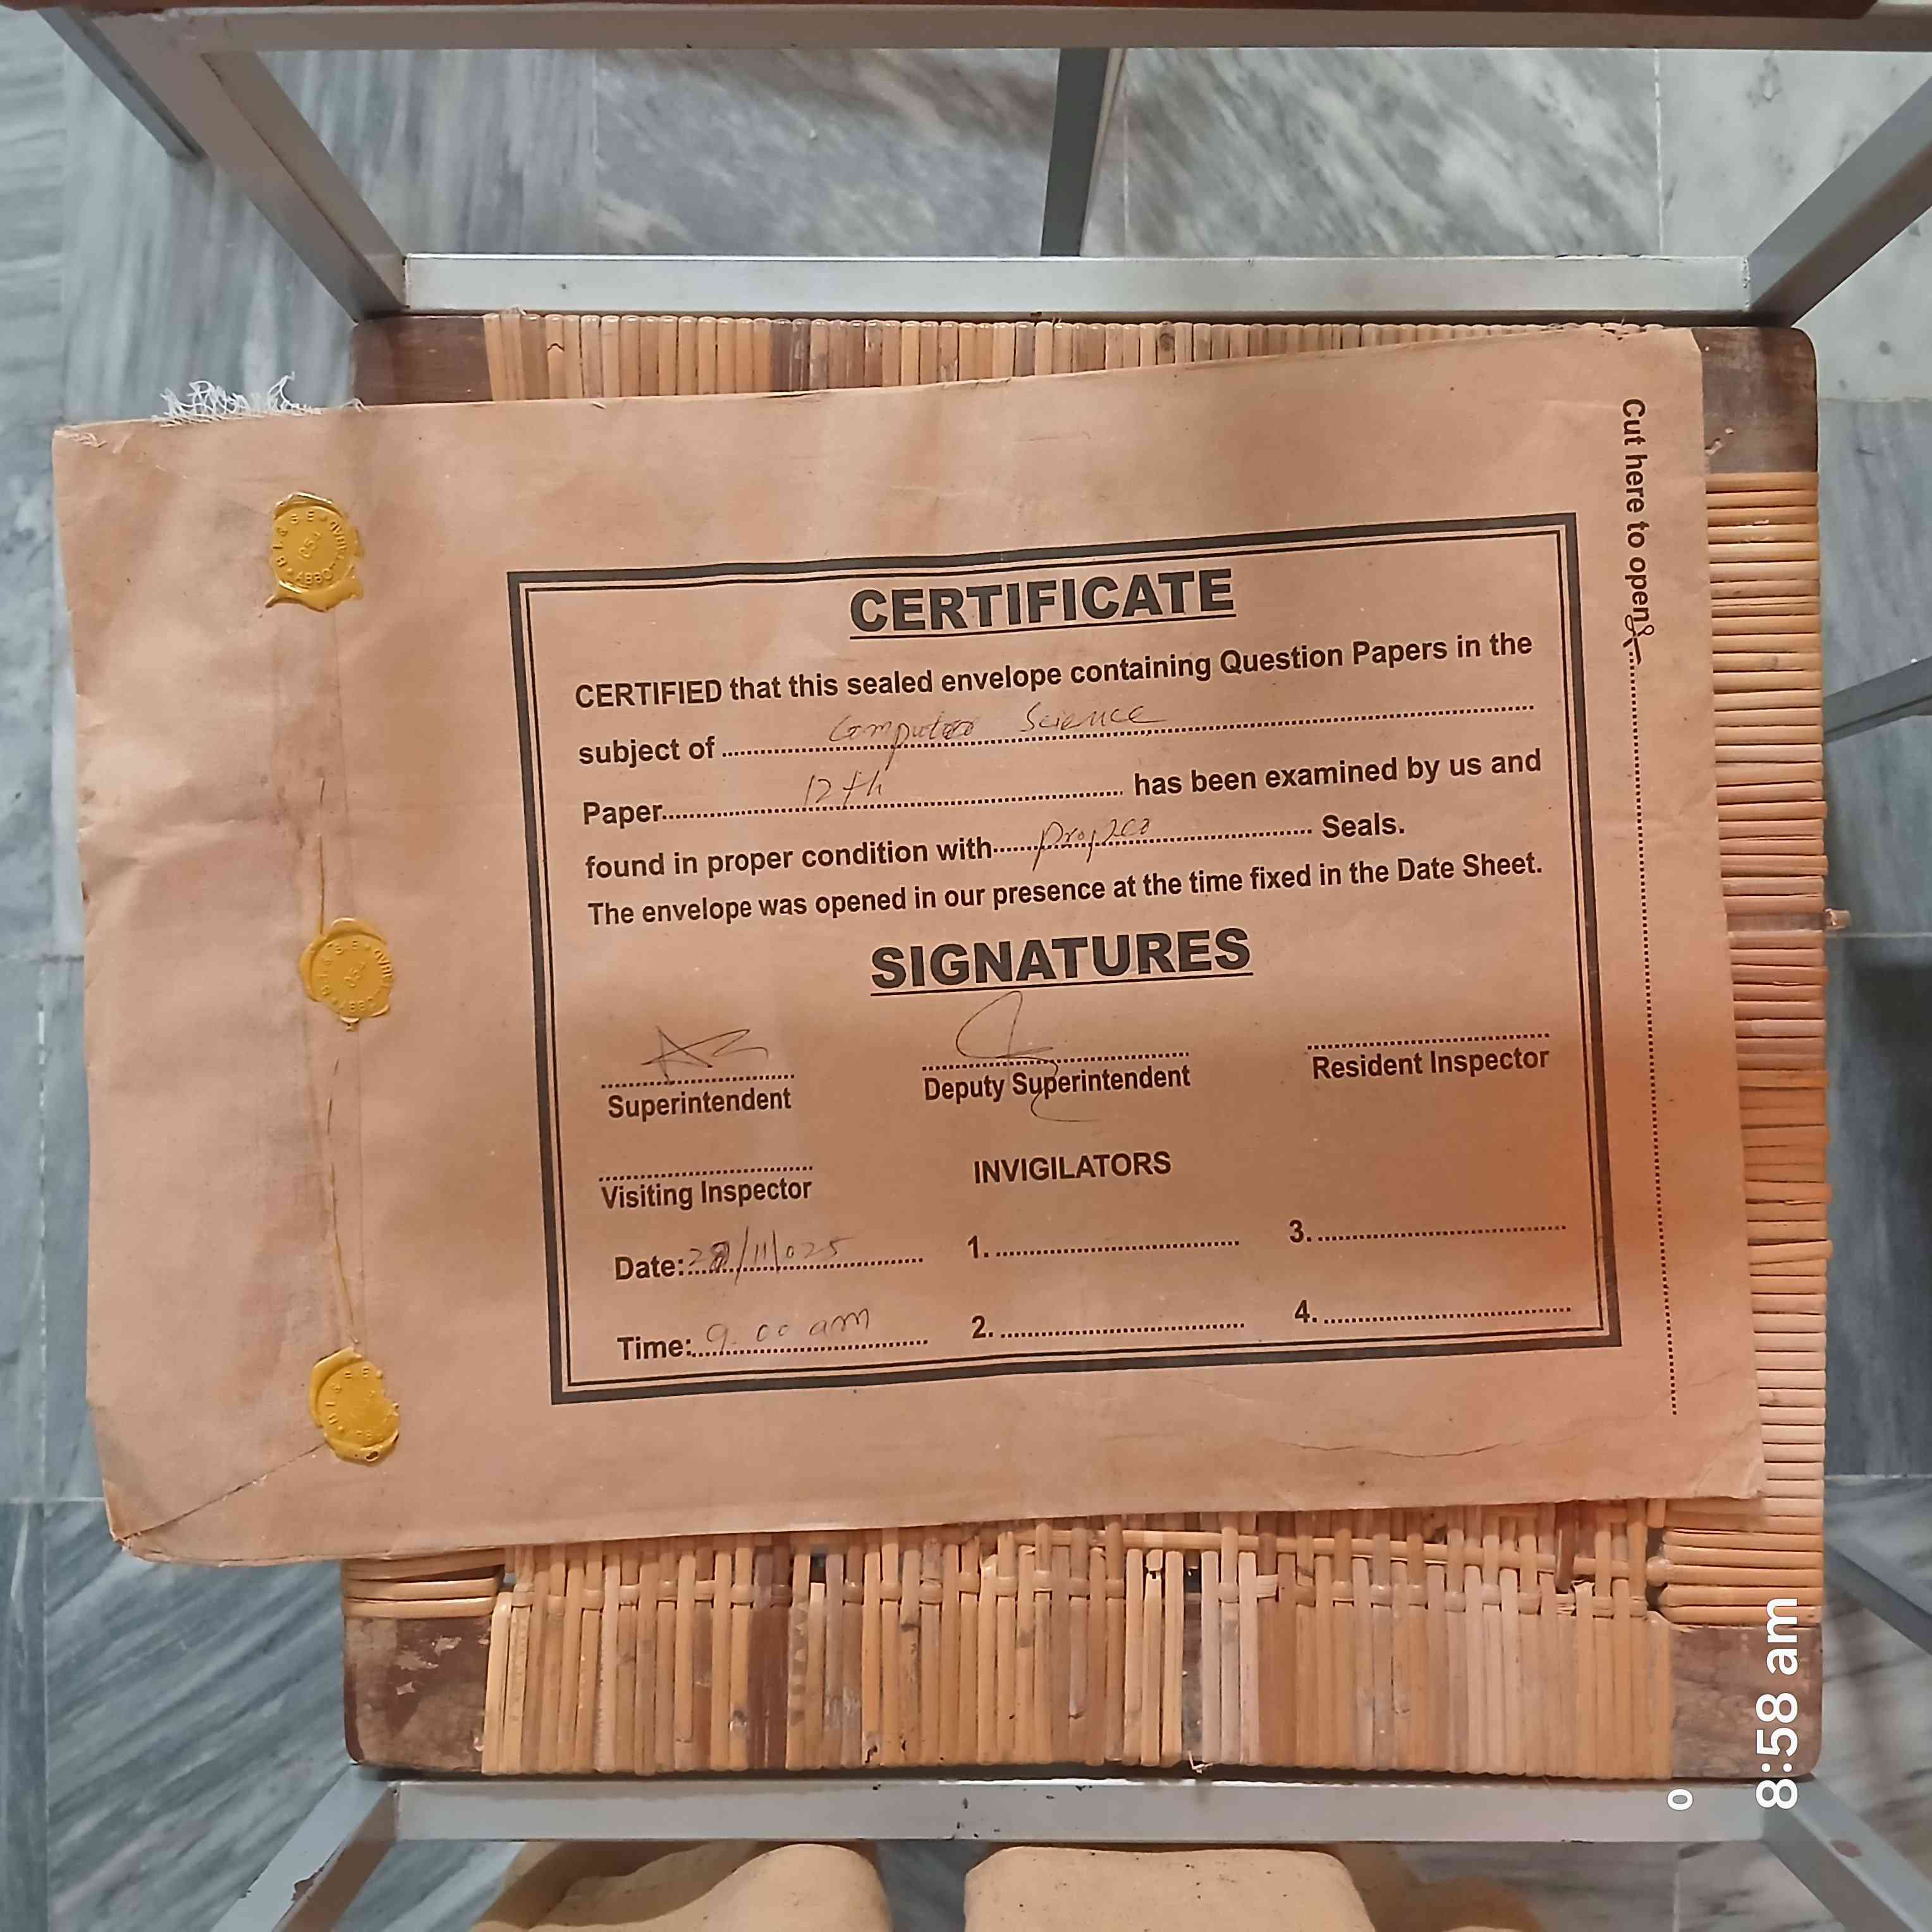 Cut here to open
CERTIFICATE
CERTIFIED that this sealed envelope containing Question Papers in the
subject of Computer Science
Paper 12th has been examined by us and
found in proper condition with proper Seals.
The envelope was opened in our presence at the time fixed in the Date Sheet.
SIGNATURES
Superintendent
Deputy Superintendent
Resident Inspector
Visiting Inspector
INVIGILATORS
Date: /11/025
1.
3.
Time: 9.00 am
2.
4.
8:58 am